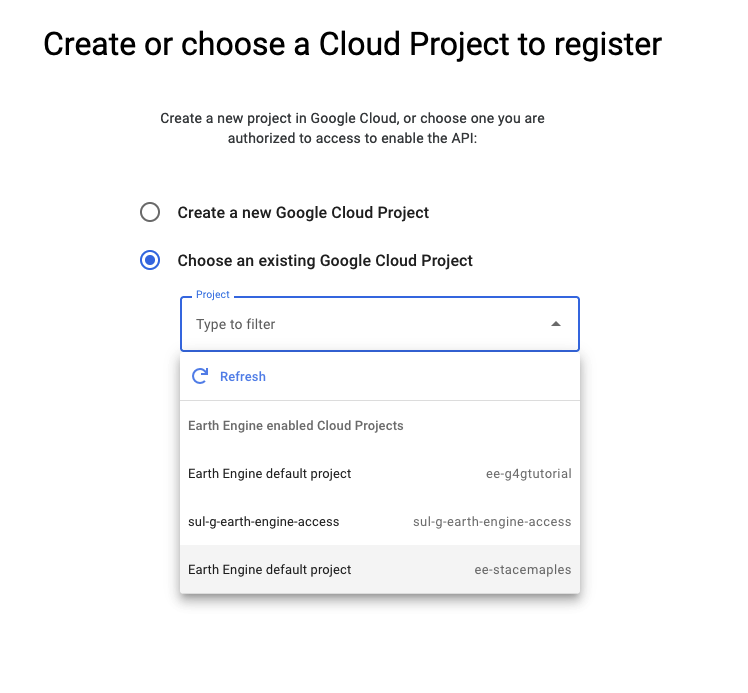 Create or choose a Cloud Project to register
Create a new project in Google Cloud, or choose one you are
authorized to access to enable the API:
Create a new Google Cloud Project
Choose an existing Google Cloud Project
Project
Type to filter
Refresh
Earth Engine enabled Cloud Projects
Earth Engine default project ee-g4gtutorial
sul-g-earth-engine-access sul-g-earth-engine-access
Earth Engine default project ee-stacemaples